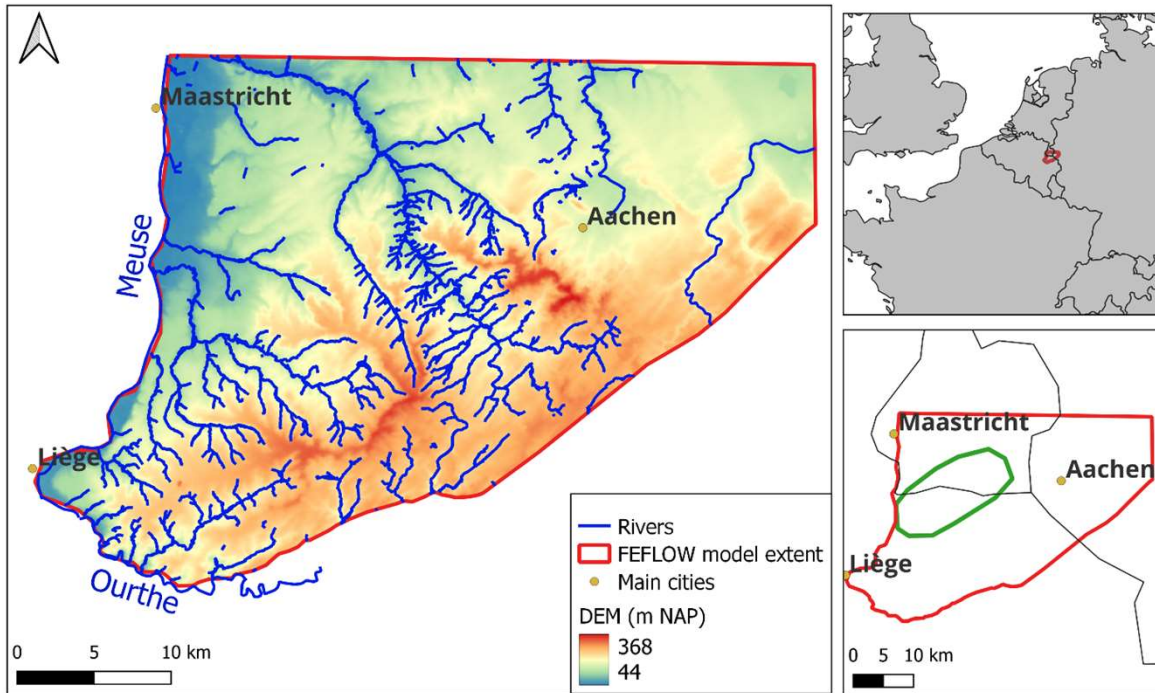 Maastricht
Aachen
Meuse
Liège
Ourthe
0 5 10 km
Rivers
FEFLOW model extent
Main cities
DEM (m NAP)
368
44
Maastricht
Aachen
Liège
0 5 10 km